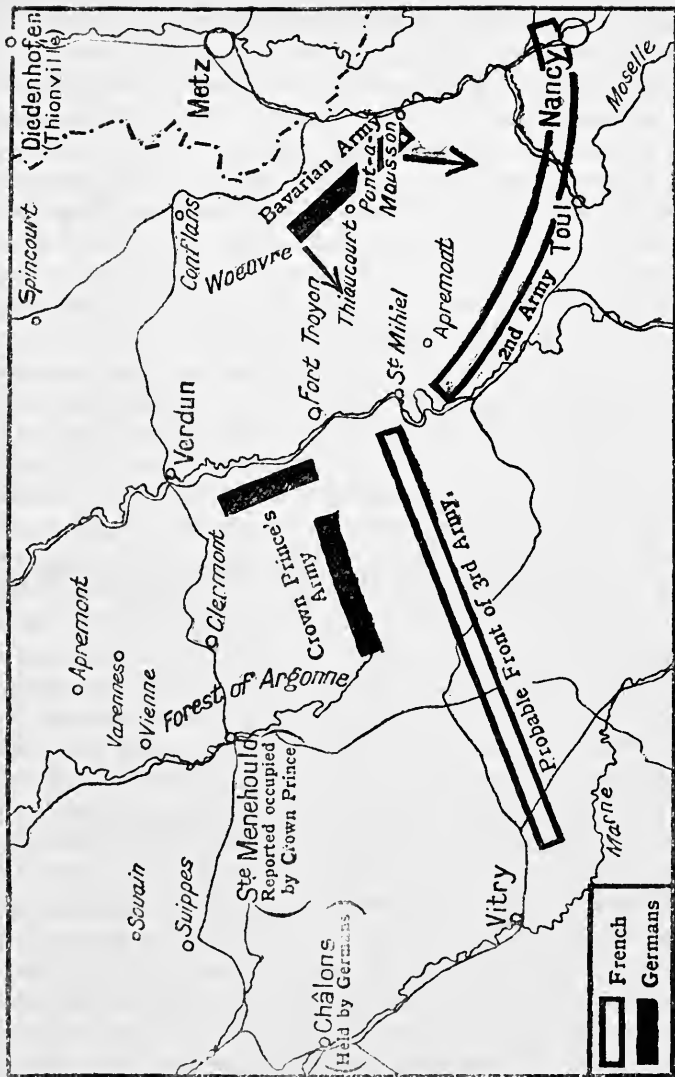 Diedenhofen
(Thionville)
Spincourt
Metz
Conflans
Verdun
Apremont
Varennes
Vienne
Clermont
Forest of Argonne
Souain
Suippes
Ste Menehould
(Reported occupied
by Crown Prince)
Châlons
(Held by Germans)
Woëvre
Bavarian Army
Thiaucourt
Pont-à-
Mousson
Fort Troyon
Crown Prince's
Army
St Mihiel
Apremont
2nd Army
Toul
Nancy
Moselle
Probable Front of 3rd Army.
Vitry
Marne
French
Germans